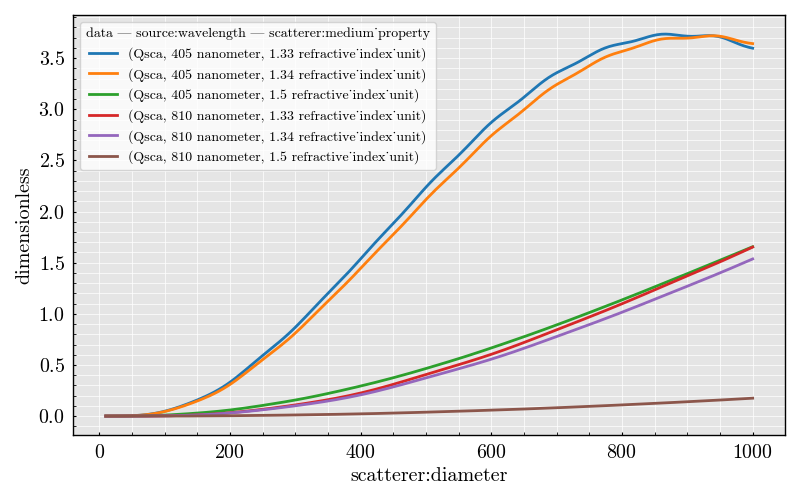 data — source:wavelength — scatterer:medium˙property
(Qsca, 405 nanometer, 1.33 refractive˙index˙unit)
(Qsca, 405 nanometer, 1.34 refractive˙index˙unit)
(Qsca, 405 nanometer, 1.5 refractive˙index˙unit)
(Qsca, 810 nanometer, 1.33 refractive˙index˙unit)
(Qsca, 810 nanometer, 1.34 refractive˙index˙unit)
(Qsca, 810 nanometer, 1.5 refractive˙index˙unit)
dimensionless
3.5
3.0
2.5
2.0
1.5
1.0
0.5
0.0
0 200 400 600 800 1000
scatterer:diameter